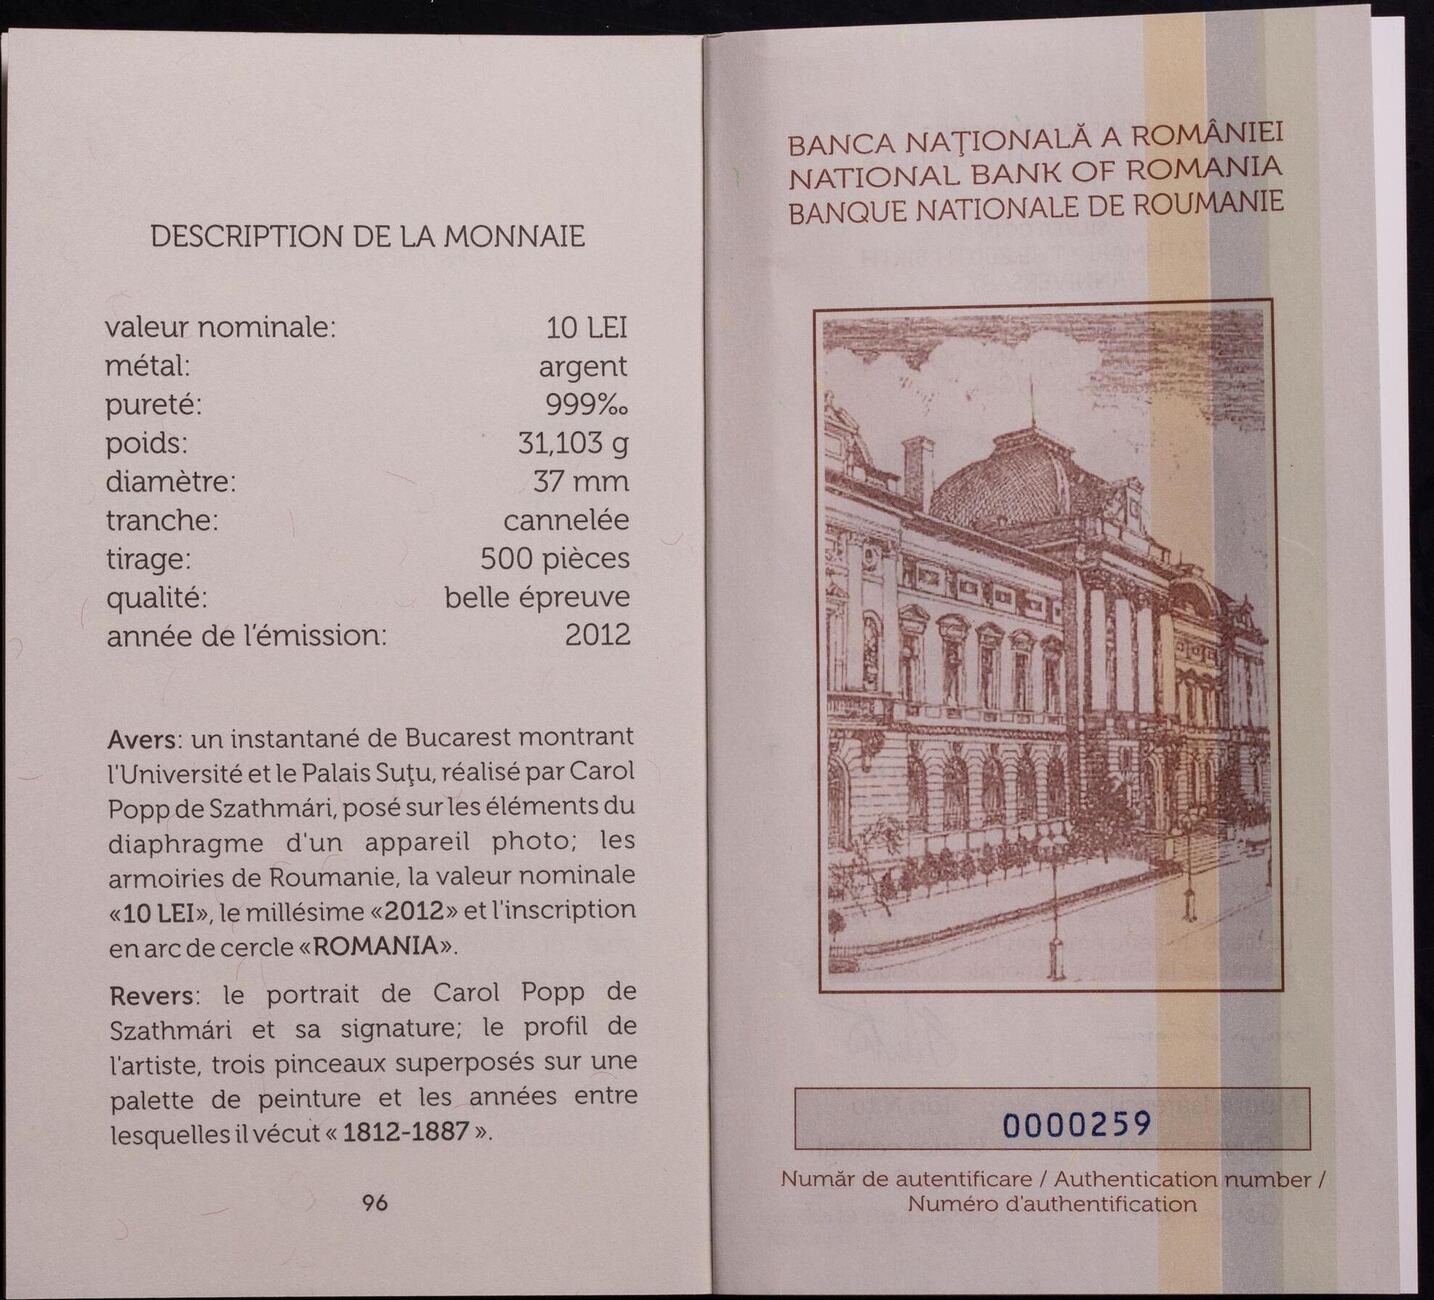 DESCRIPTION DE LA MONNAIE
valeur nominale: 10 LEI
métal: argent
pureté: 999‰
poids: 31,103 g
diamètre: 37 mm
tranche: cannelée
tirage: 500 pièces
qualité: belle épreuve
année de l'émission: 2012
Avers: un instantané de Bucarest montrant
l'Université et le Palais Suţu, réalisé par Carol
Popp de Szathmári, posé sur les éléments du
diaphragme d'un appareil photo; les
armoiries de Roumanie, la valeur nominale
«10 LEI», le millésime «2012» et l'inscription
en arc de cercle «ROMANIA».
Revers: le portrait de Carol Popp de
Szathmári et sa signature; le profil de
l'artiste, trois pinceaux superposés sur une
palette de peinture et les années entre
lesquelles il vécut « 1812-1887 ».
96
BANCA NAŢIONALĂ A ROMÂNIEI
NATIONAL BANK OF ROMANIA
BANQUE NATIONALE DE ROUMANIE
0000259
Număr de autentificare / Authentication number /
Numéro d'authentification